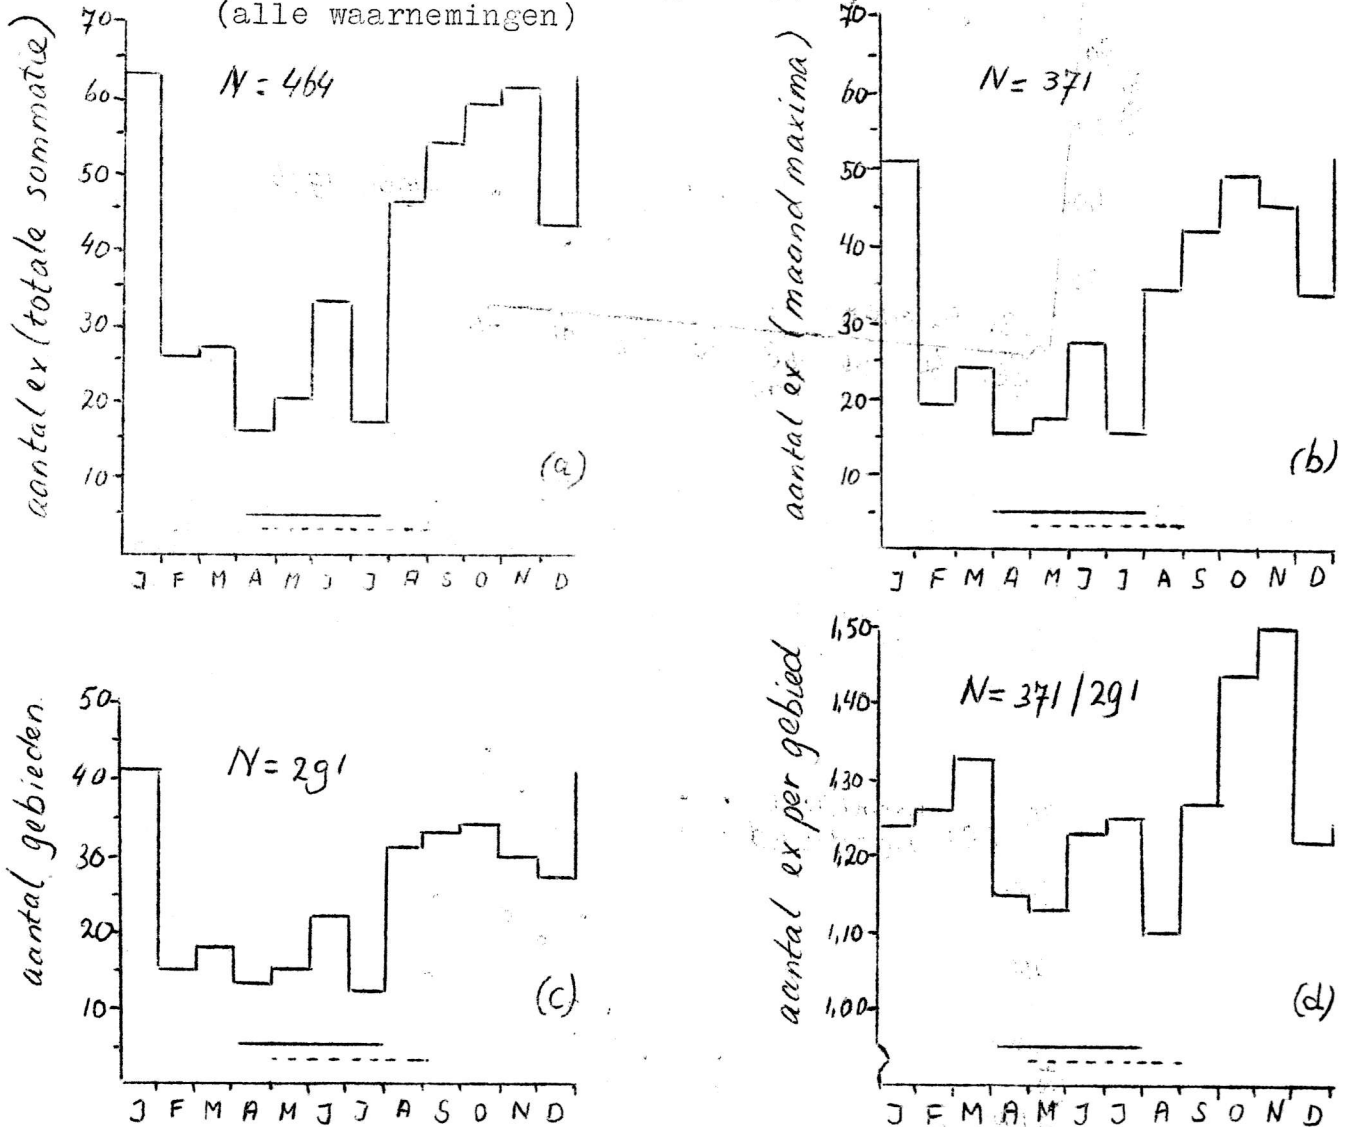 (alle waarnemingen)
aantal ex (totale sommatie)
70
60
50
40
30
20
10
N = 464
(a)
J F M A M J J A S O N D
aantal ex (maand maxima)
70
60
50
40
30
20
10
N = 371
(b)
J F M A M J J A S O N D
aantal gebieden
50
40
30
20
10
N = 291
(c)
J F M A M J J A S O N D
aantal ex per gebied
1,50
1,40
1,30
1,20
1,10
1,00
N = 371 / 291
(d)
J F M A M J J A S O N D